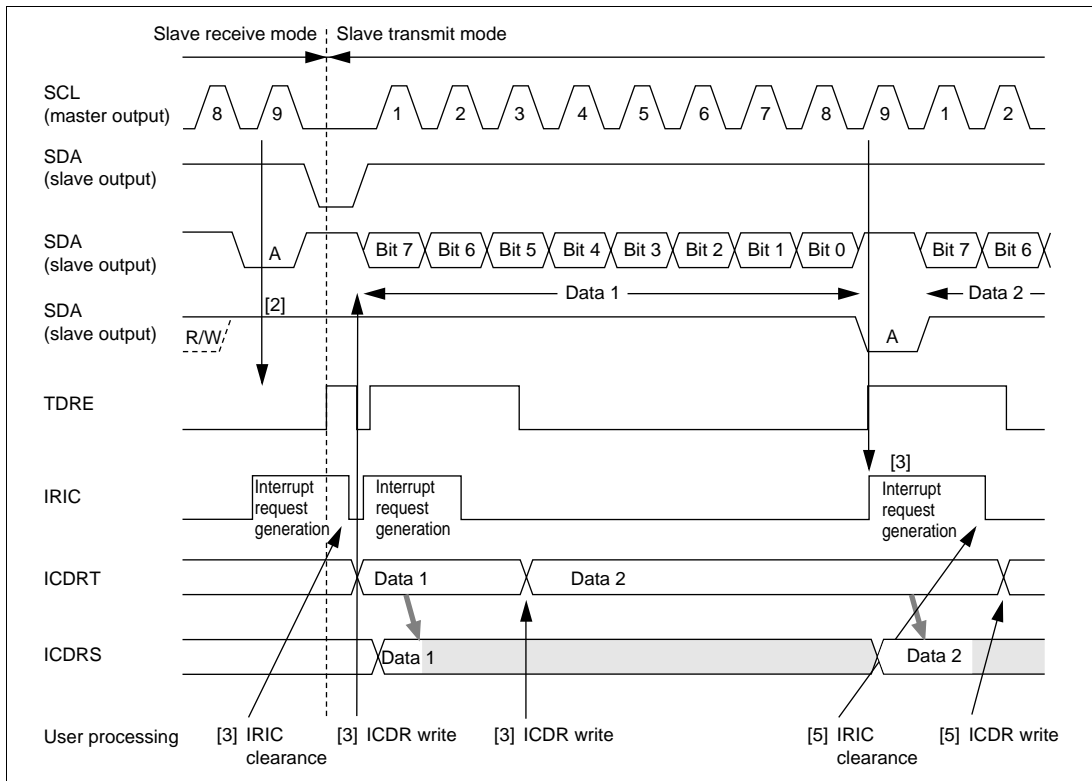 Slave receive mode Slave transmit mode
SCL
(master output)
8 9 1 2 3 4 5 6 7 8 9 1 2
SDA
(slave output)
SDA
(slave output)
A Bit 7 Bit 6 Bit 5 Bit 4 Bit 3 Bit 2 Bit 1 Bit 0 Bit 7 Bit 6
Data 1 Data 2
[2]
SDA
(slave output)
R/W
A
TDRE
[3]
IRIC
Interrupt
request
generation
Interrupt
request
generation
Interrupt
request
generation
ICDRT
Data 1 Data 2
ICDRS
Data 1 Data 2
User processing
[3] IRIC
clearance
[3] ICDR write
[3] ICDR write
[5] IRIC
clearance
[5] ICDR write